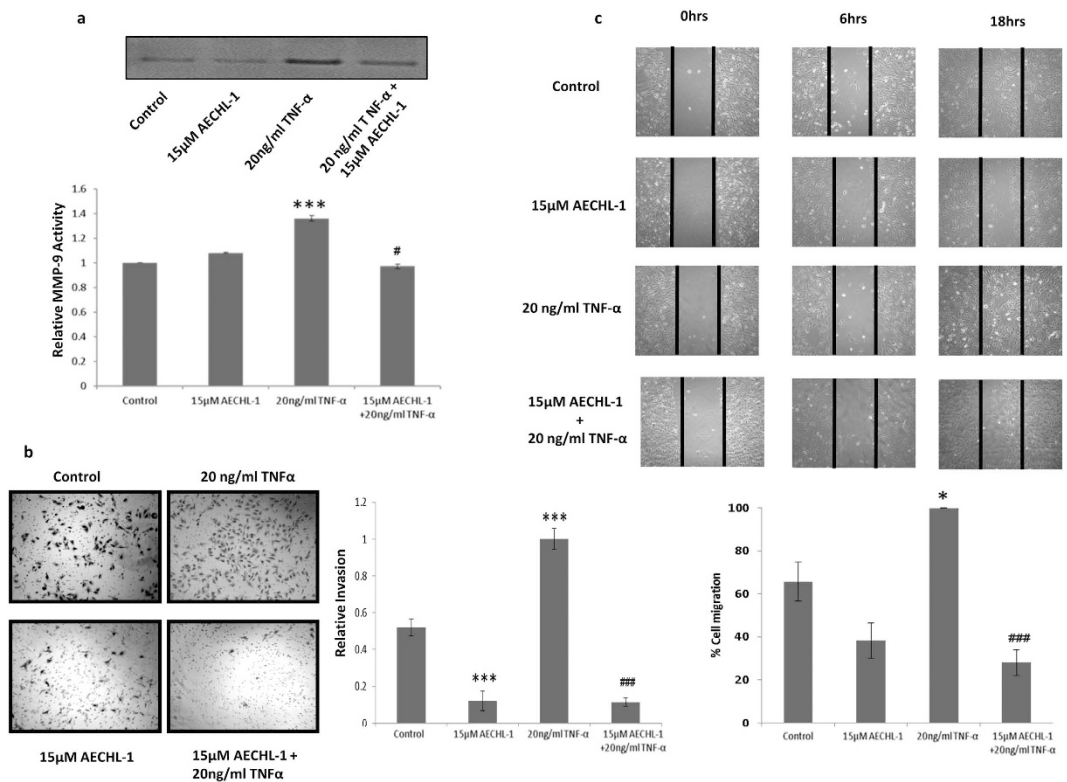 a
Control
15µM AECHL-1
20ng/ml TNF-α
20 ng/ml T NF-α +
15µM AECHL-1
Relative MMP-9 Activity
1.6
1.4
1.2
1
0.8
0.6
0.4
0.2
0
***
#
Control
15µM AECHL-1
20ng/ml TNF-α
15µM AECHL-1
+20ng/ml TNF-α
b
Control
20 ng/ml TNFα
15µM AECHL-1
15µM AECHL-1 +
20ng/ml TNFα
Relative Invasion
1.2
1
0.8
0.6
0.4
0.2
0
***
***
###
Control
15µM AECHL-1
20ng/ml TNF-α
15µM AECHL-1
+20ng/ml TNF-α
c
0hrs
6hrs
18hrs
Control
15µM AECHL-1
20 ng/ml TNF-α
15µM AECHL-1
+
20 ng/ml TNF-α
% Cell migration
100
80
60
40
20
0
*
###
Control
15µM AECHL-1
20ng/ml TNF-α
15µM AECHL-1
+20ng/ml TNF-α